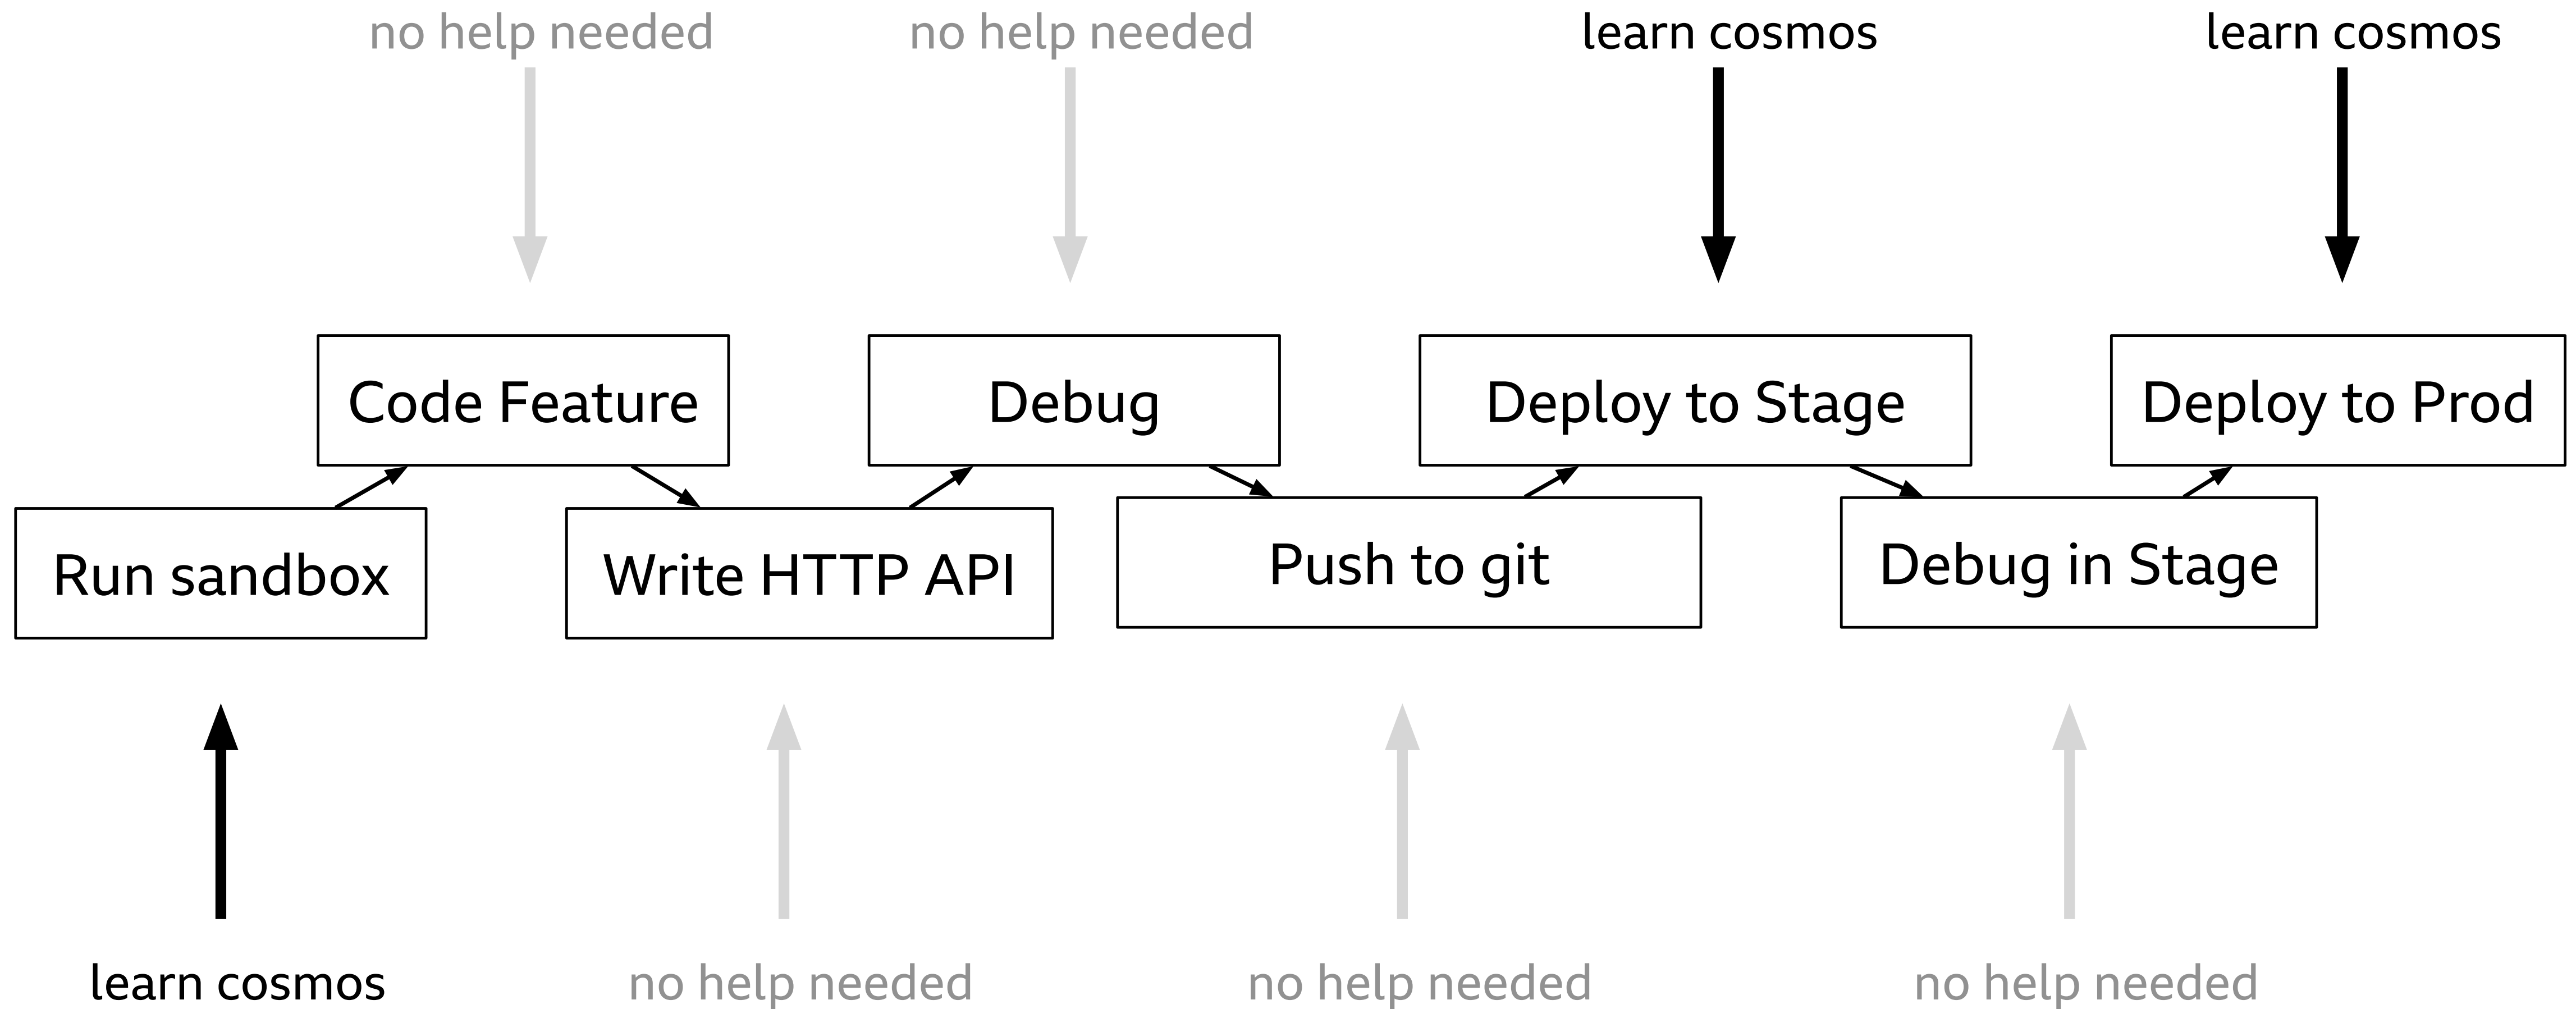 no help needed
no help needed
learn cosmos
learn cosmos
Code Feature
Debug
Deploy to Stage
Deploy to Prod
Run sandbox
Write HTTP API
Push to git
Debug in Stage
learn cosmos
no help needed
no help needed
no help needed